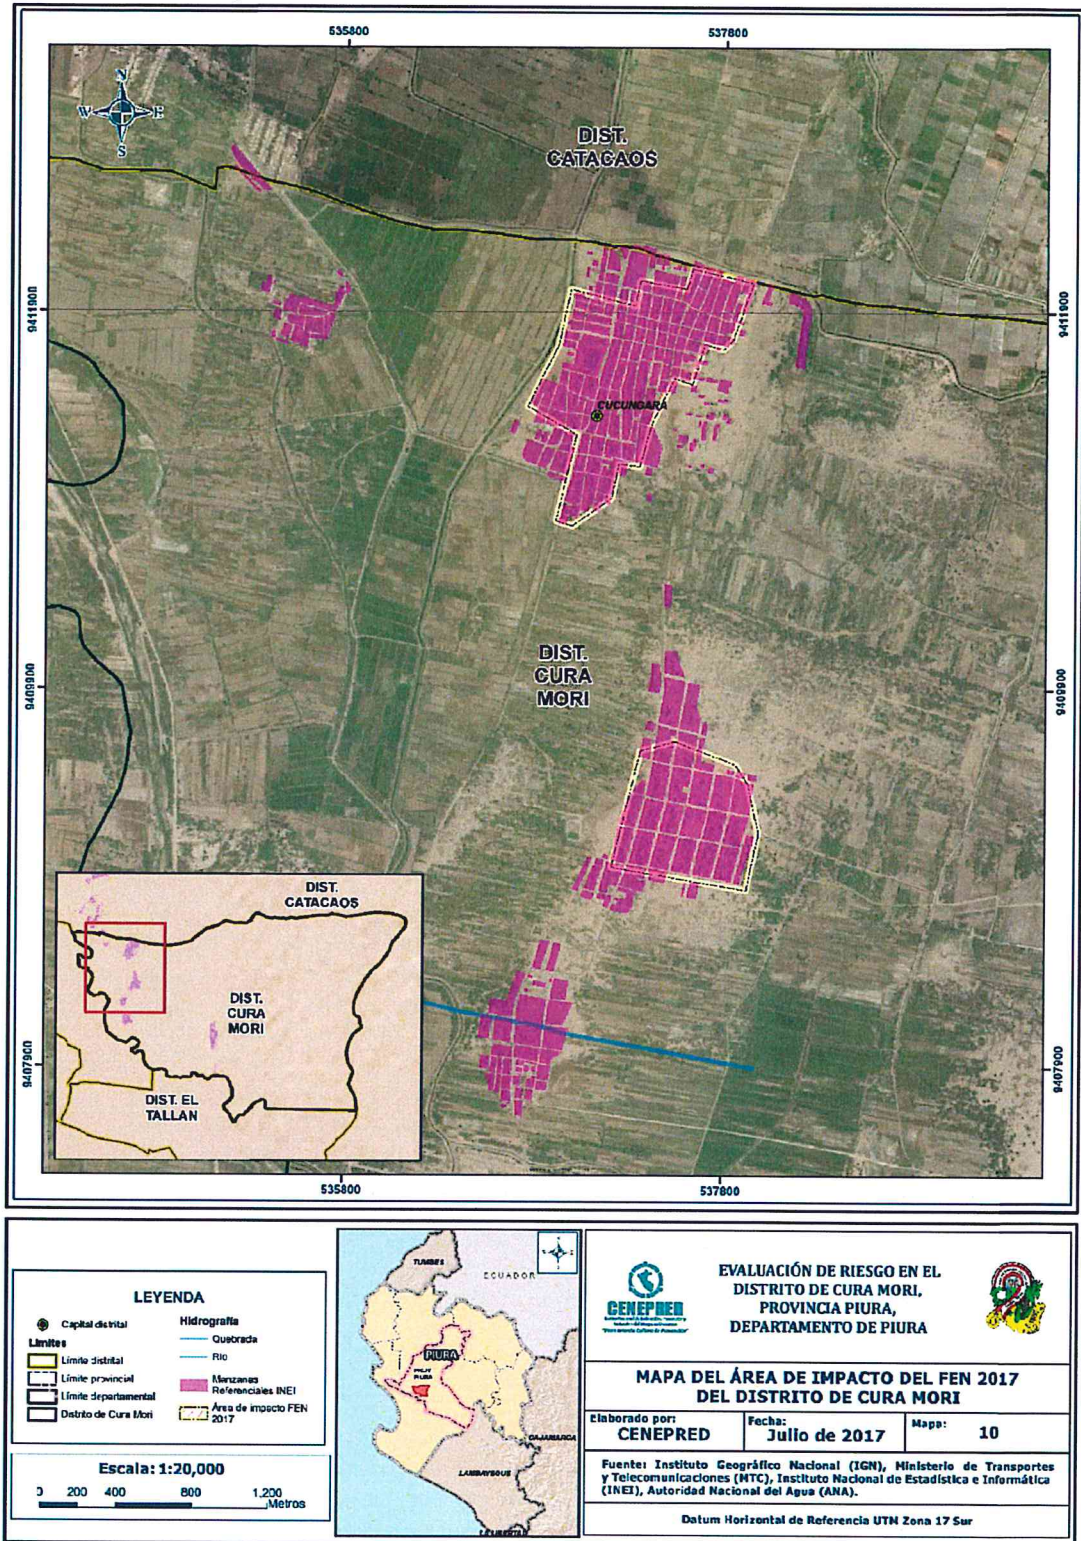 535800
537800
N
W
E
S
DIST.
CATACAOS
9411900
9411900
CUCUNGARÁ
DIST.
CURA
MORI
9409900
9409900
DIST.
CATACAOS
DIST.
CURA
MORI
DIST. EL
TALLAN
9407900
9407900
535800
537800
LEYENDA
Capital distrital
Límites
Límite distrital
Límite provincial
Límite departamental
Distrito de Cura Mori
Hidrografía
Quebrada
Río
Manzanas
Referenciales INEI
Área de impacto FEN
2017
Escala: 1:20,000
0 200 400 800 1,200
Metros
TUMBES
ECUADOR
PIURA
PIURA
CAJAMARCA
LAMBAYEQUE
LA LIBERTAD
CENEPRED
EVALUACIÓN DE RIESGO EN EL
DISTRITO DE CURA MORI,
PROVINCIA PIURA,
DEPARTAMENTO DE PIURA
MAPA DEL ÁREA DE IMPACTO DEL FEN 2017
DEL DISTRITO DE CURA MORI
Elaborado por:
CENEPRED
Fecha:
Julio de 2017
Mapa:
10
Fuente: Instituto Geográfico Nacional (IGN), Ministerio de Transportes
y Telecomunicaciones (MTC), Instituto Nacional de Estadística e Informática
(INEI), Autoridad Nacional del Agua (ANA).
Datum Horizontal de Referencia UTM Zona 17 Sur